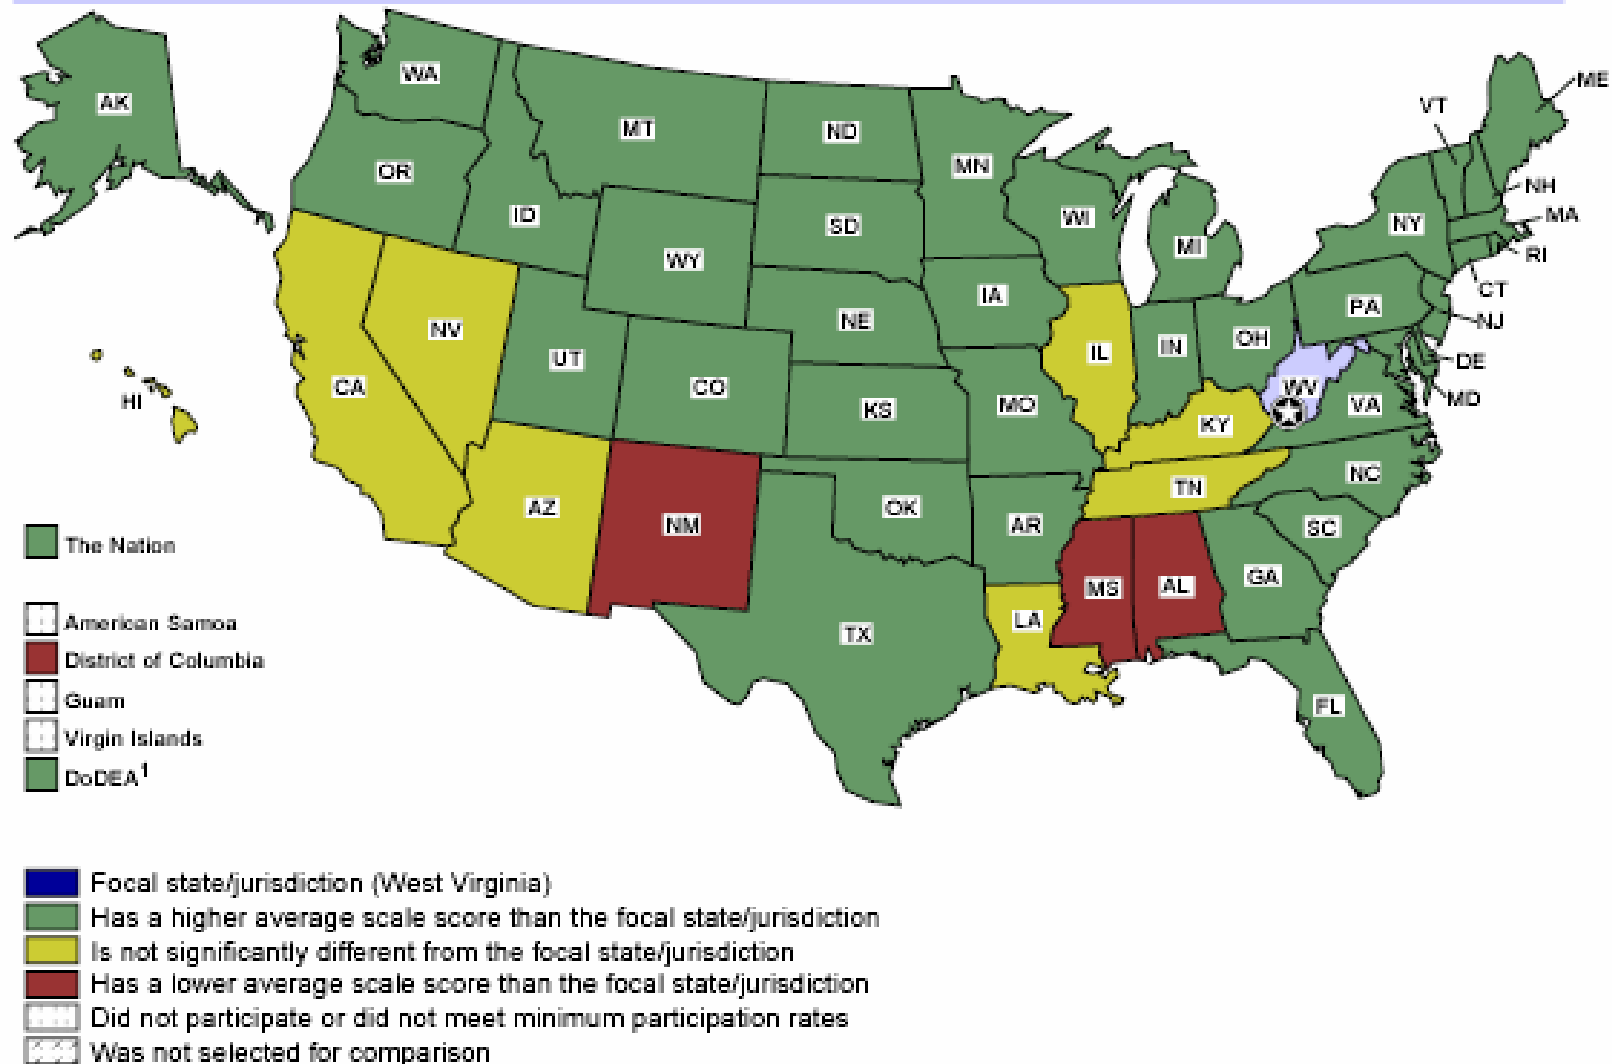 AK
WA
MT
ND
MN
VT
ME
OR
ID
SD
WI
MI
NY
NH
MA
RI
WY
IA
PA
CT
NJ
NV
NE
IL
IN
OH
DE
MD
CA
UT
CO
KS
MO
WV
VA
HI
KY
NC
AZ
NM
OK
AR
TN
SC
TX
LA
MS
AL
GA
FL
The Nation
American Samoa
District of Columbia
Guam
Virgin Islands
DoDEA1
Focal state/jurisdiction (West Virginia)
Has a higher average scale score than the focal state/jurisdiction
Is not significantly different from the focal state/jurisdiction
Has a lower average scale score than the focal state/jurisdiction
Did not participate or did not meet minimum participation rates
Was not selected for comparison